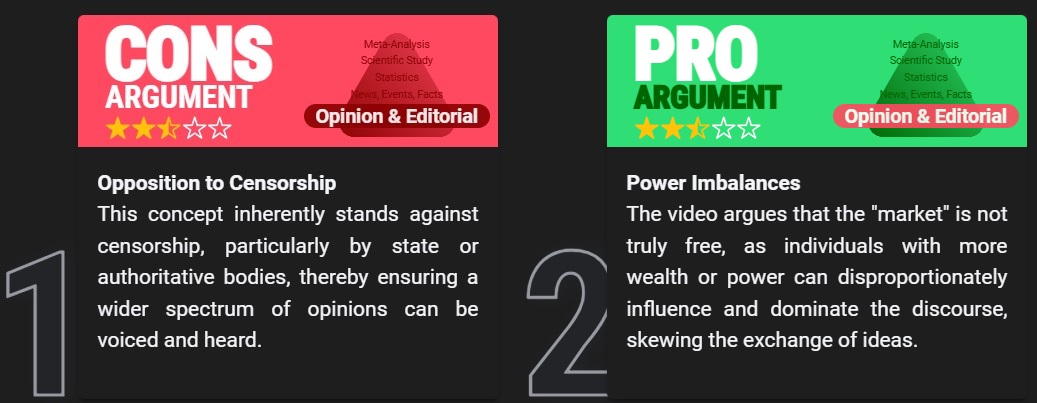 CONS
ARGUMENT
Meta-Analysis
Scientific Study
Statistics
News, Events, Facts
Opinion & Editorial
1
Opposition to Censorship
This concept inherently stands against
censorship, particularly by state or
authoritative bodies, thereby ensuring a
wider spectrum of opinions can be
voiced and heard.
PRO
ARGUMENT
Meta-Analysis
Scientific Study
Statistics
News, Events, Facts
Opinion & Editorial
2
Power Imbalances
The video argues that the "market" is not
truly free, as individuals with more
wealth or power can disproportionately
influence and dominate the discourse,
skewing the exchange of ideas.